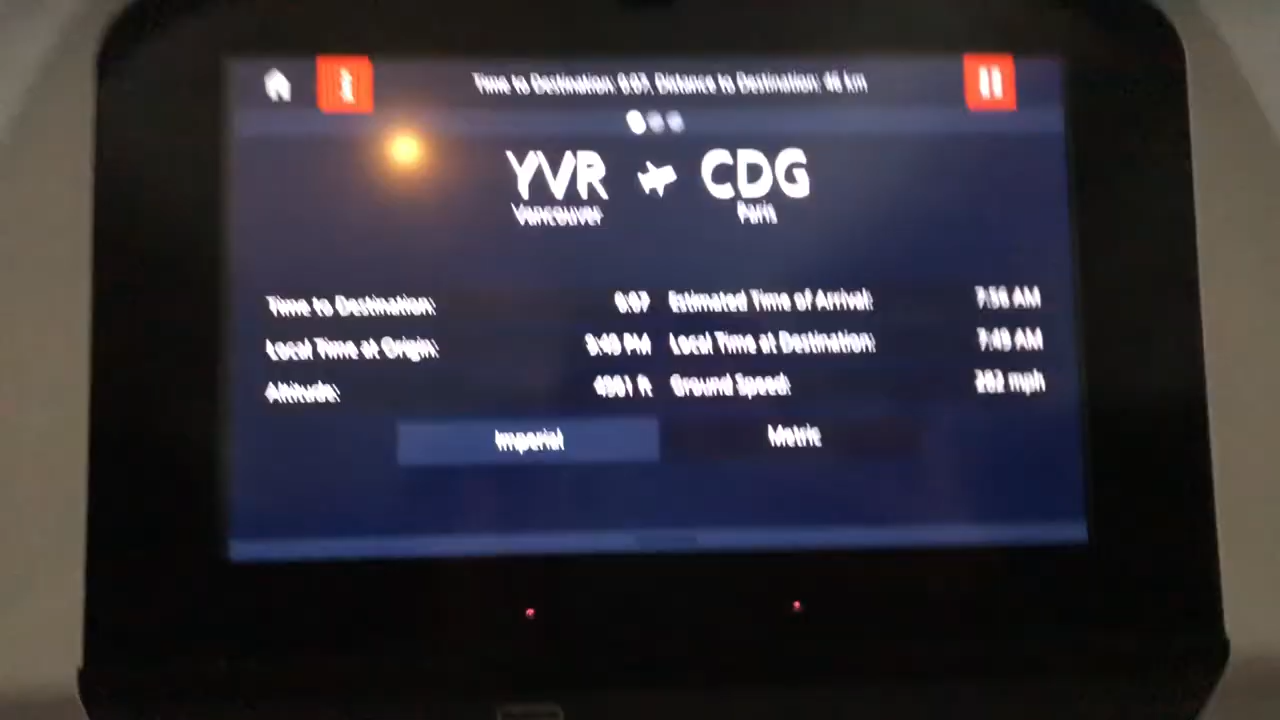 Time to Destination: 0:07, Distance to Destination: 46 km
YVR CDG
Vancouver Paris
Time to Destination: 0:07 Estimated Time of Arrival: 7:56 AM
Local Time at Origin: PM Local Time at Destination: 7:49 AM
Altitude: ft Ground Speed: mph
Imperial Metric